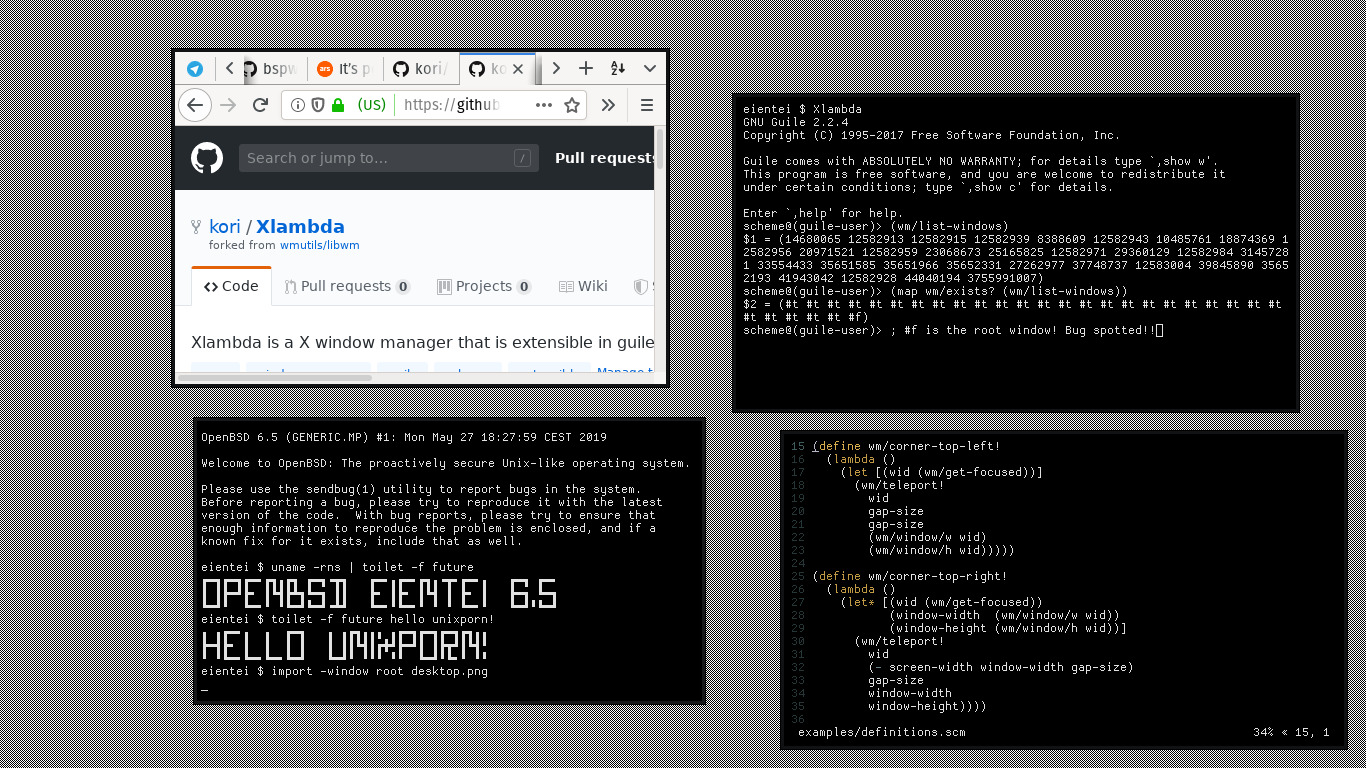 bspw
ars It's p
kori/
ko
(US) https://github
Search or jump to… /
Pull requests
kori / Xlambda
forked from wmutils/libwm
Code
Pull requests 0
Projects 0
Wiki
Xlambda is a X window manager that is extensible in guile
Manage t
eientei $ Xlambda
GNU Guile 2.2.4
Copyright (C) 1995-2017 Free Software Foundation, Inc.
Guile comes with ABSOLUTELY NO WARRANTY; for details type `,show w'.
This program is free software, and you are welcome to redistribute it
under certain conditions; type `,show c' for details.
Enter `,help' for help.
scheme@(guile-user)> (wm/list-windows)
$1 = (14680065 12582913 12582915 12582939 8388609 12582943 10485761 18874369 1
2582956 20971521 12582959 23068673 25165825 12582971 29360129 12582984 3145728
1 33554433 35651585 35651966 35652331 27262977 37748737 12583004 39845890 3565
2193 41943042 12582928 44040194 3755991007)
scheme@(guile-user)> (map wm/exists? (wm/list-windows))
$2 = (#t #t #t #t #t #t #t #t #t #t #t #t #t #t #t #t #t #t #t #t #t #t #t #t
#t #t #t #t #t #f)
scheme@(guile-user)> ; #f is the root window! Bug spotted!!
OpenBSD 6.5 (GENERIC.MP) #1: Mon May 27 18:27:59 CEST 2019
Welcome to OpenBSD: The proactively secure Unix-like operating system.
Please use the sendbug(1) utility to report bugs in the system.
Before reporting a bug, please try to reproduce it with the latest
version of the code.  With bug reports, please try to ensure that
enough information to reproduce the problem is enclosed, and if a
known fix for it exists, include that as well.
eientei $ uname -rns | toilet -f future
OPENBSD EIENTEI 6.5
eientei $ toilet -f future hello unixporn!
HELLO UNIXPORN!
eientei $ import -window root desktop.png
_
15 (define wm/corner-top-left!
16   (lambda ()
17     (let [(wid (wm/get-focused))]
18       (wm/teleport!
19         wid
20         gap-size
21         gap-size
22         (wm/window/w wid)
23         (wm/window/h wid)))))
24
25 (define wm/corner-top-right!
26   (lambda ()
27     (let* [(wid (wm/get-focused))
28            (window-width  (wm/window/w wid))
29            (window-height (wm/window/h wid))]
30       (wm/teleport!
31         wid
32         (- screen-width window-width gap-size)
33         gap-size
34         window-width
35         window-height))))
36
examples/definitions.scm 34% « 15, 1